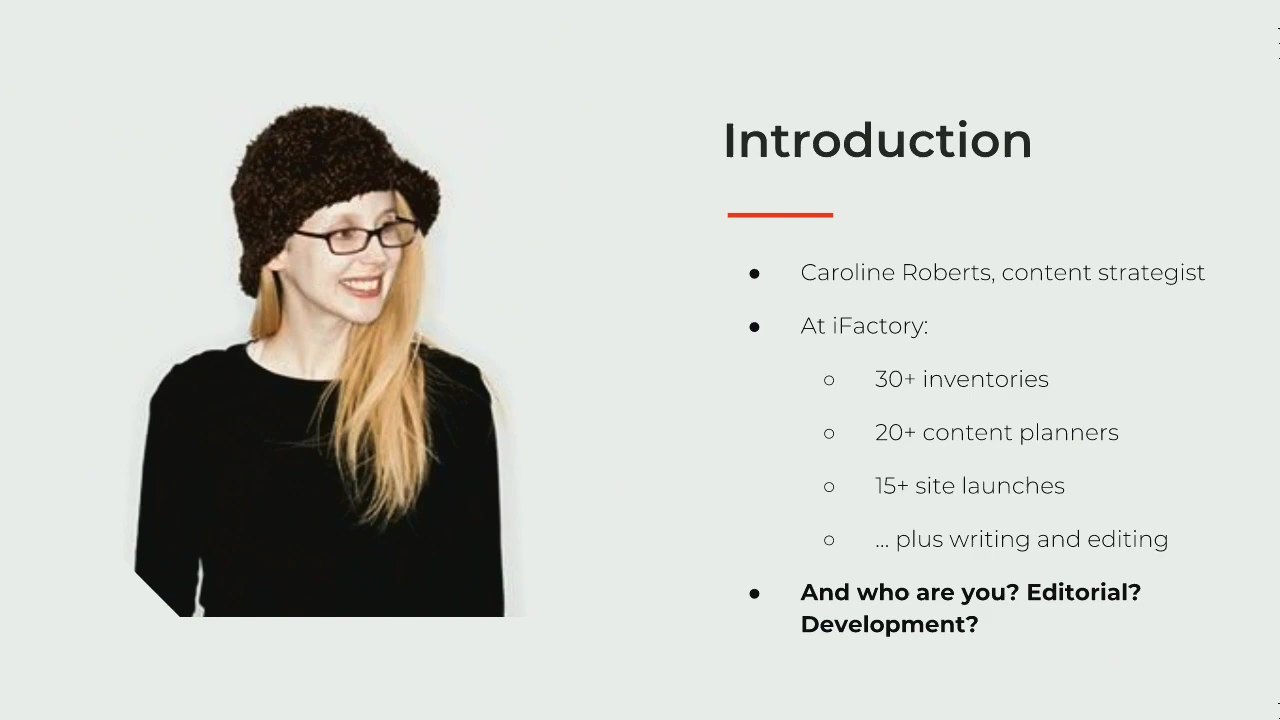 Introduction
● Caroline Roberts, content strategist
● At iFactory:
○ 30+ inventories
○ 20+ content planners
○ 15+ site launches
○ ... plus writing and editing
● And who are you? Editorial?
Development?